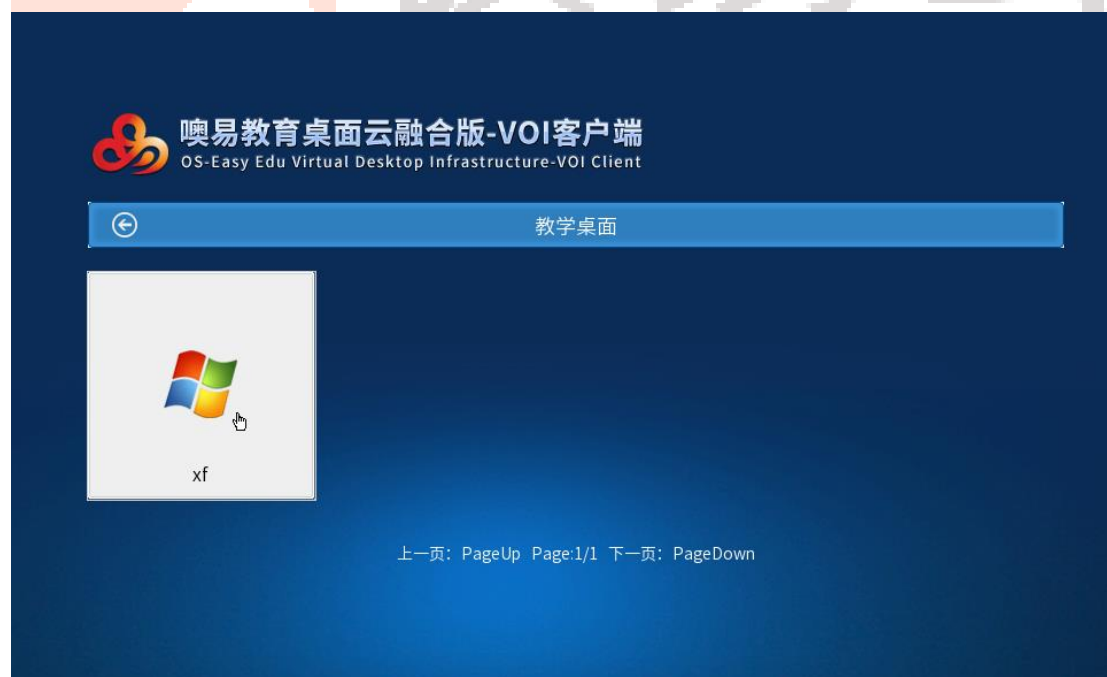 噢易教育桌面云融合版-VOI客户端
OS-Easy Edu Virtual Desktop Infrastructure-VOI Client
教学桌面
xf
上一页：PageUp Page:1/1 下一页：PageDown